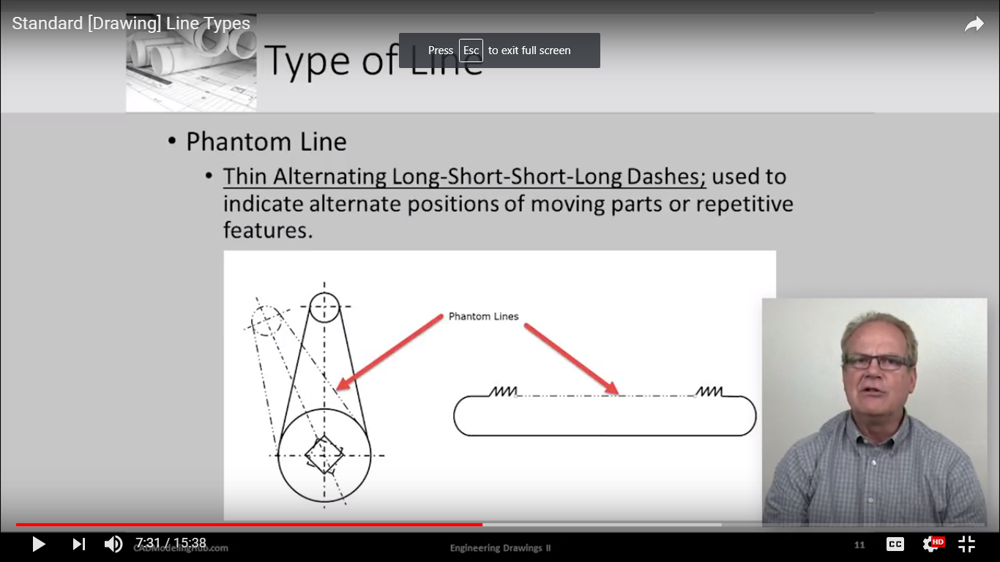 Standard [Drawing] Line Types
Press Esc to exit full screen
Type of Line
• Phantom Line
• Thin Alternating Long-Short-Short-Long Dashes; used to
indicate alternate positions of moving parts or repetitive
features.
Phantom Lines
7:31 / 15:38
CADModelingHub.com
Engineering Drawings II
11
CC
HD